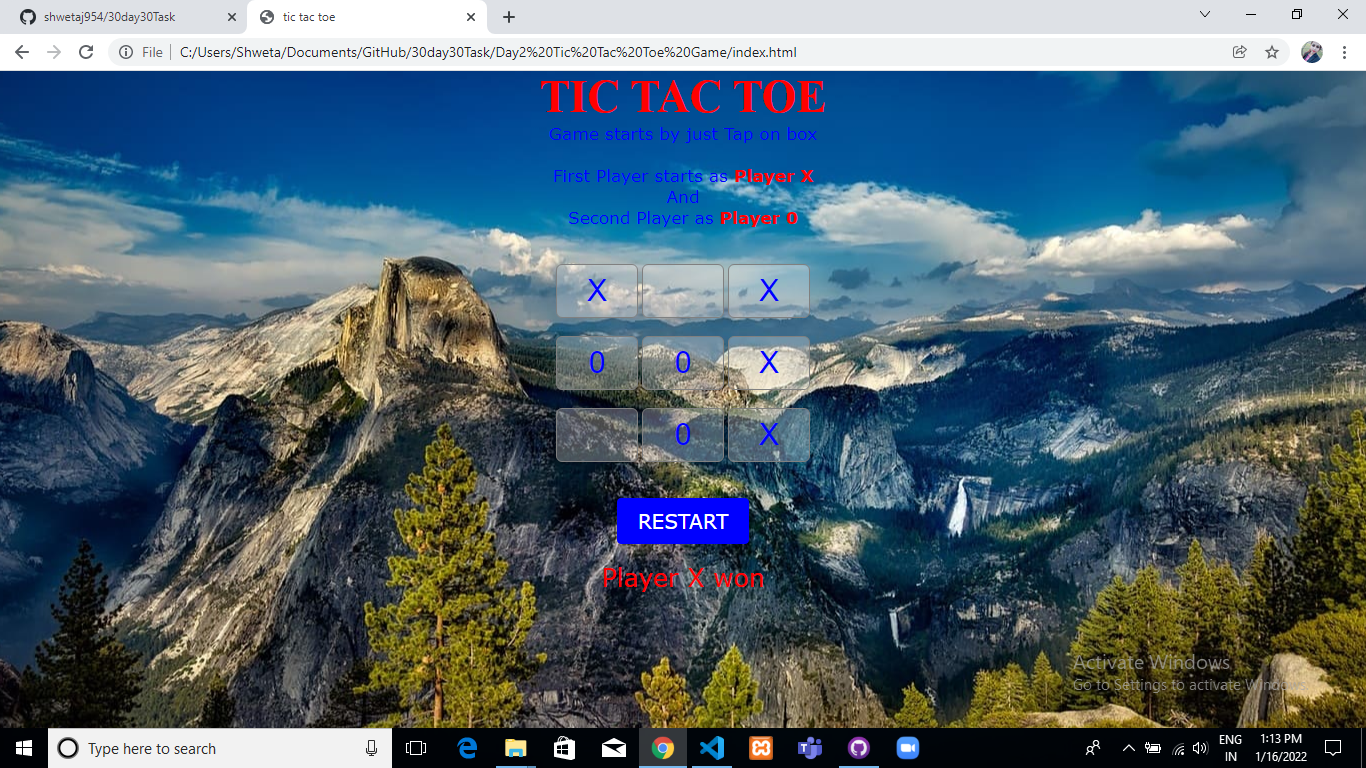 shwetaj954/30day30Task
tic tac toe
File
C:/Users/Shweta/Documents/GitHub/30day30Task/Day2%20Tic%20Tac%20Toe%20Game/index.html
TIC TAC TOE
Game starts by just Tap on box
First Player starts as Player X
And
Second Player as Player 0
X X
0 0 X
0 X
RESTART
Player X won
Activate Windows
Go to Settings to activate Windows
Type here to search
ENG
IN
1:13 PM
1/16/2022